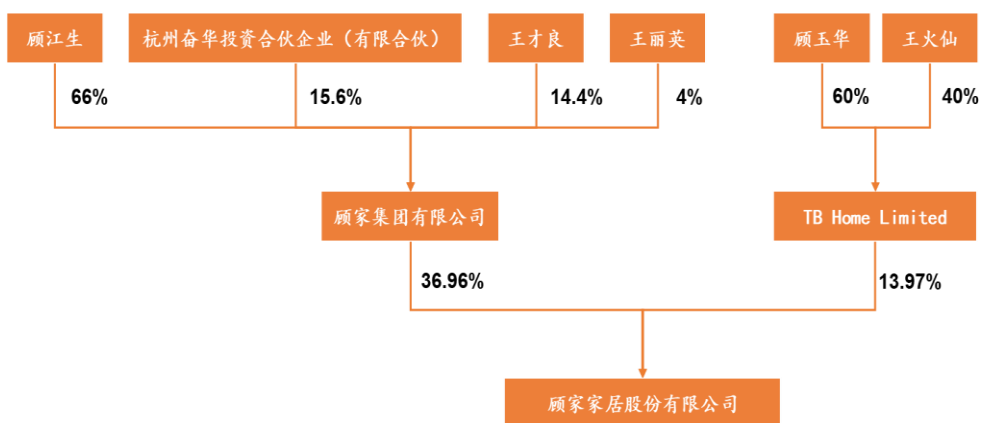 顾江生
杭州奋华投资合伙企业（有限合伙）
王才良
王丽英
顾玉华
王火仙
66%
15.6%
14.4%
4%
60%
40%
顾家集团有限公司
TB Home Limited
36.96%
13.97%
顾家家居股份有限公司